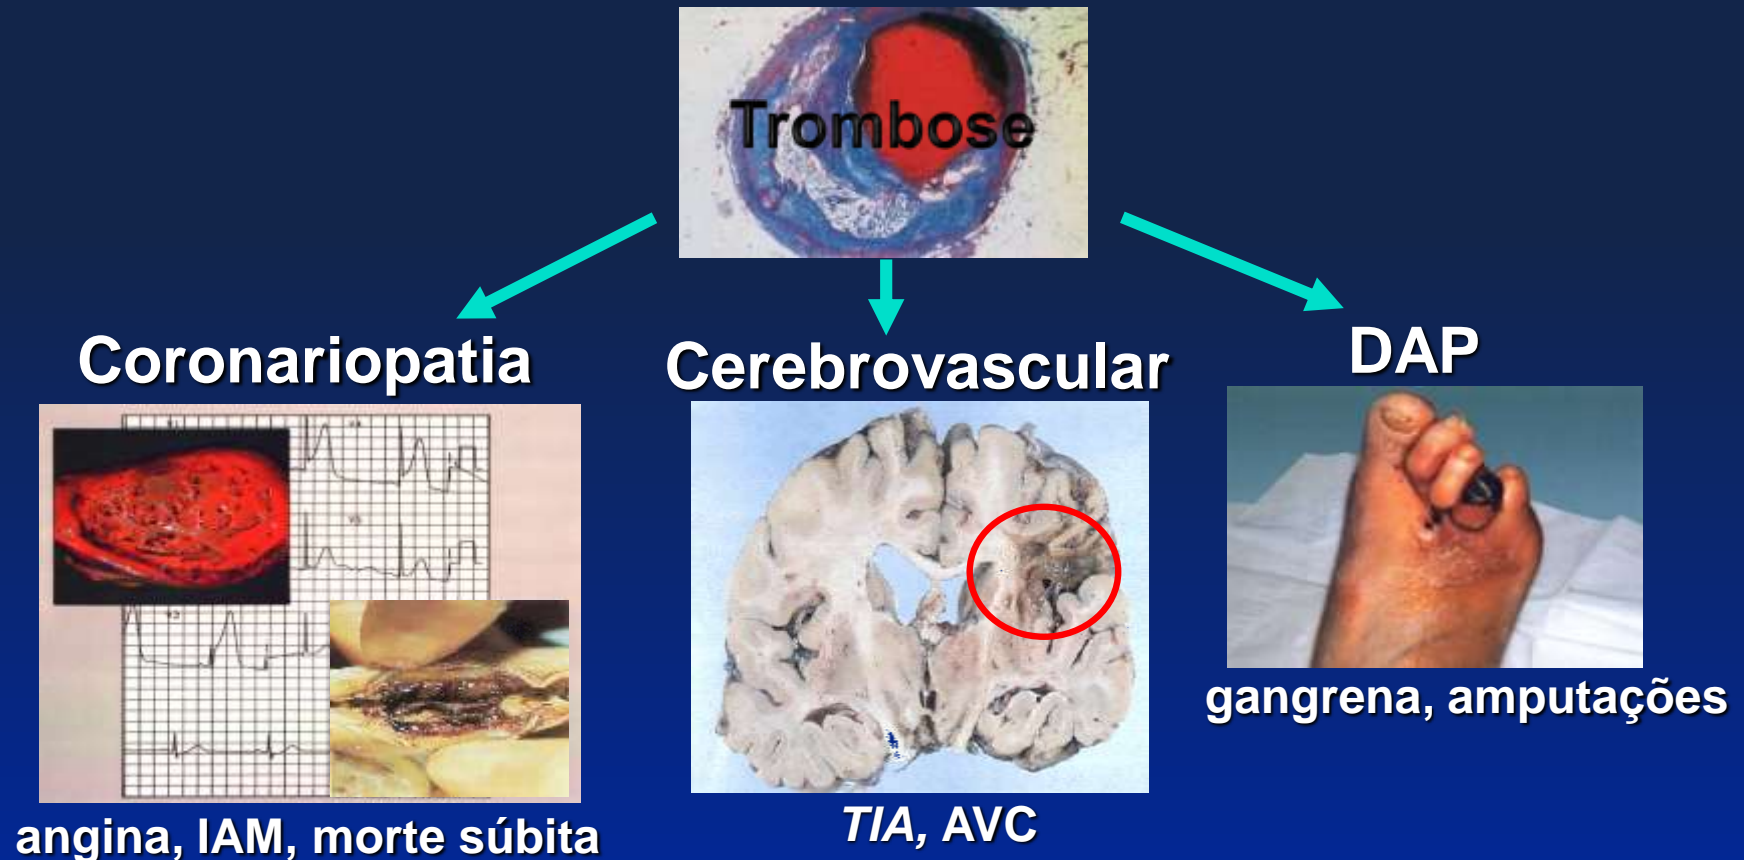 Trombose
Coronariopatia
Cerebrovascular
DAP
angina, IAM, morte súbita
TIA, AVC
gangrena, amputações